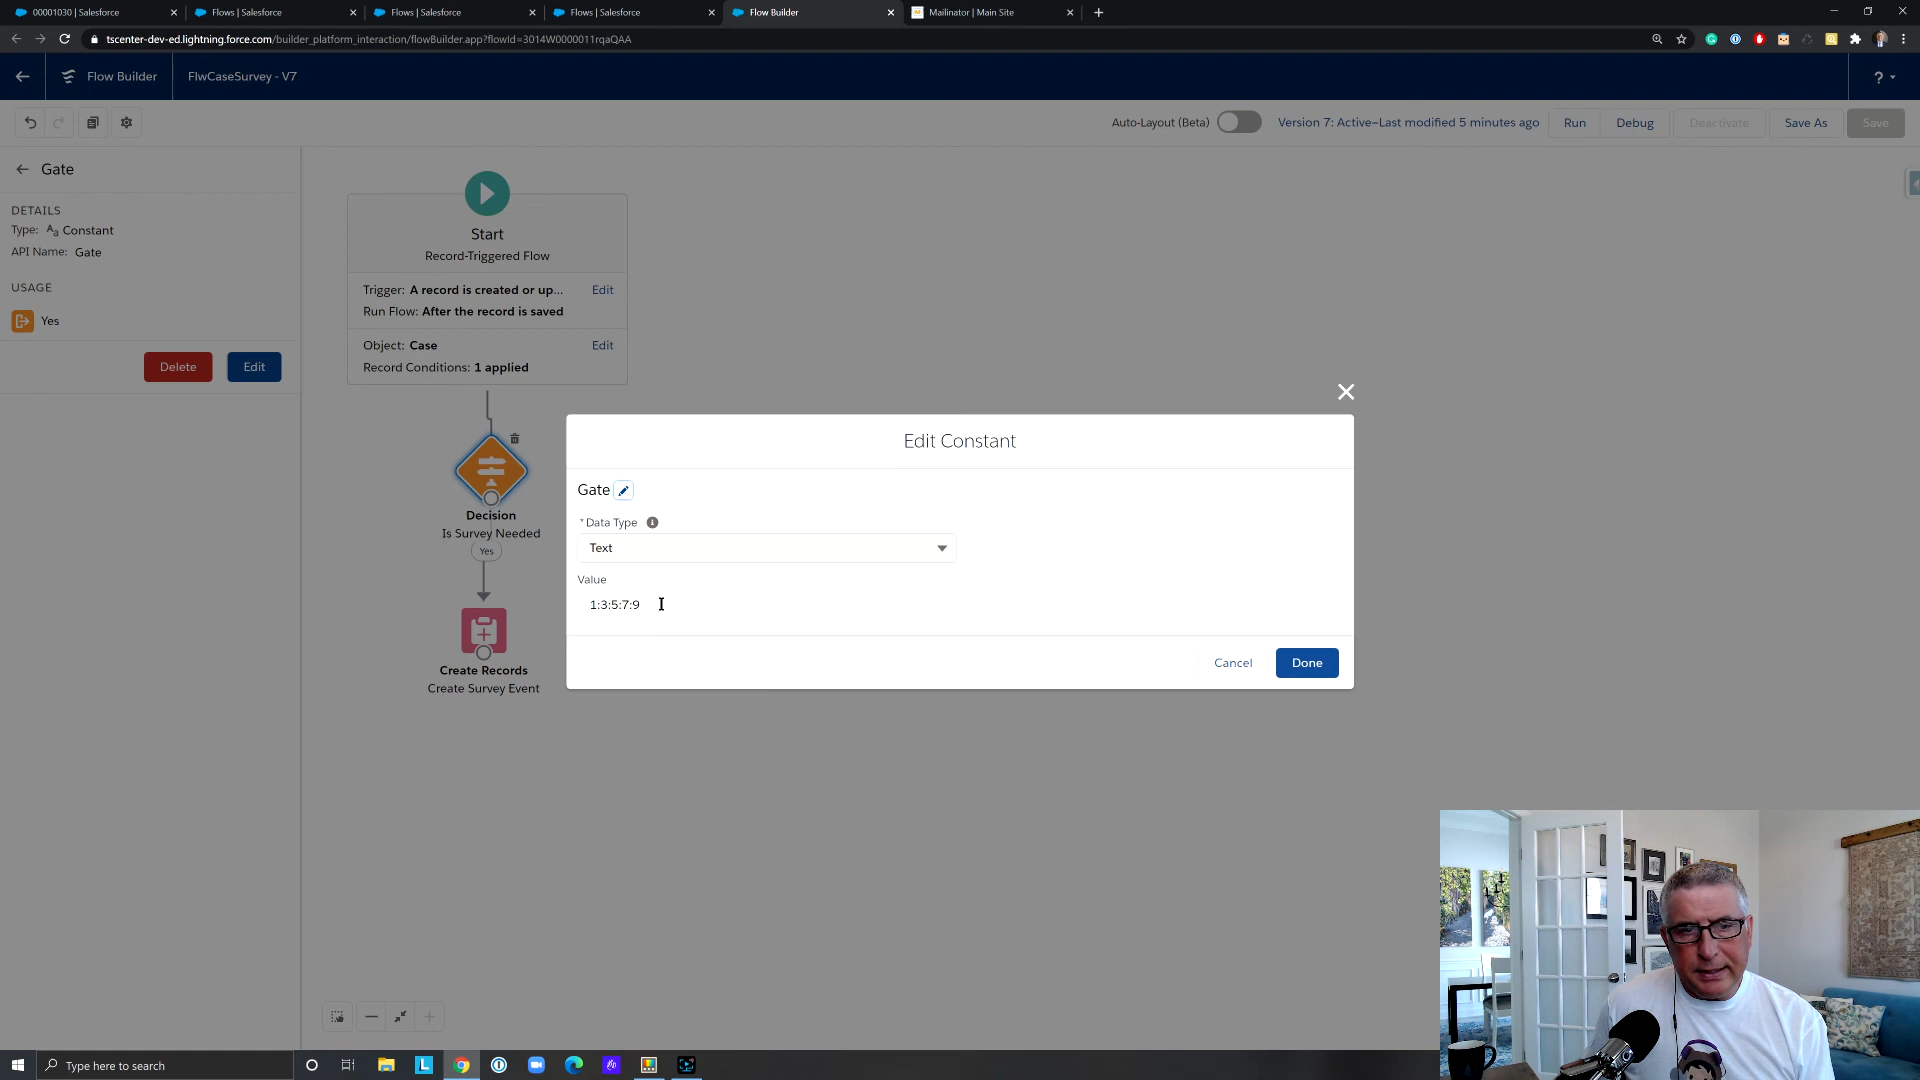 00001030 | Salesforce
Flows | Salesforce
Flows | Salesforce
Flows | Salesforce
Flow Builder
Mailinator | Main Site
tscenter-dev-ed.lightning.force.com/builder_platform_interaction/flowBuilder.app?flowId=3014W0000011rqaQAA
Flow Builder
FlwCaseSurvey - V7
?
Auto-Layout (Beta)
Version 7: Active—Last modified 5 minutes ago
Run
Debug
Deactivate
Save As
Save
Gate
DETAILS
Type: Aa Constant
API Name: Gate
USAGE
Yes
Delete
Edit
Start
Record-Triggered Flow
Trigger: A record is created or up...
Edit
Run Flow: After the record is saved
Object: Case
Edit
Record Conditions: 1 applied
Decision
Is Survey Needed
Yes
Create Records
Create Survey Event
Edit Constant
Gate
* Data Type
Text
Value
1:3:5:7:9
Cancel
Done
Type here to search